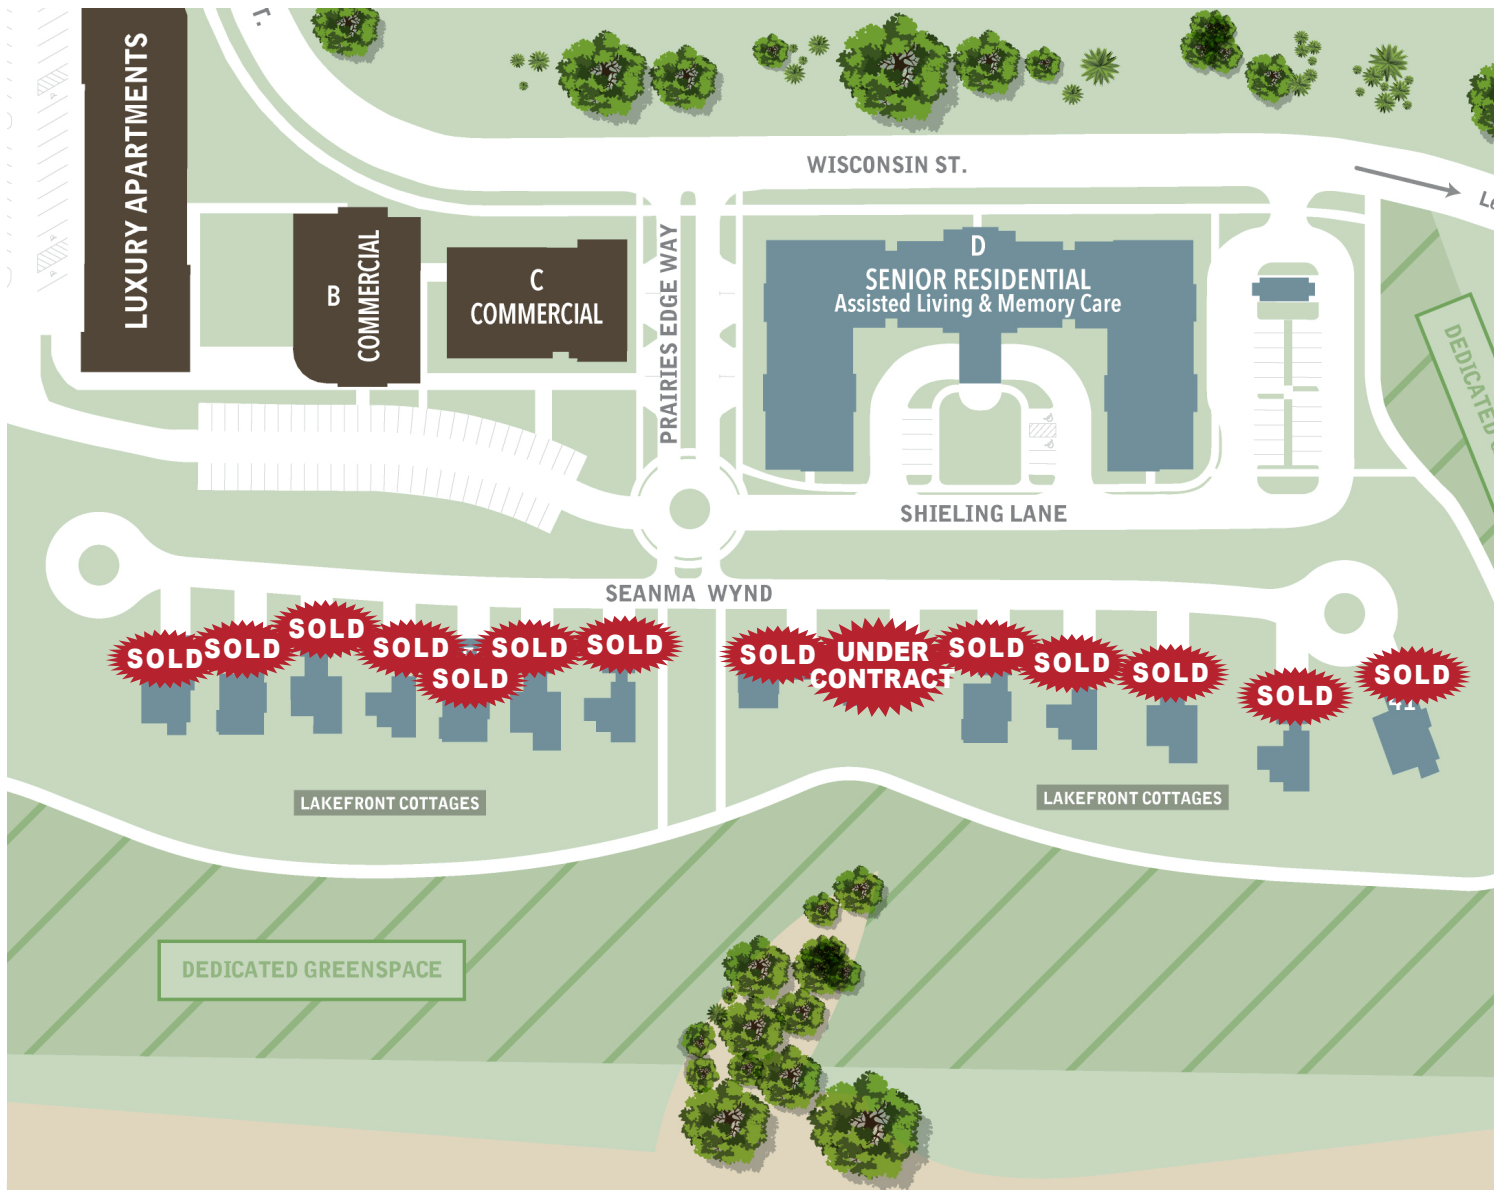 r.
LUXURY APARTMENTS
WISCONSIN ST.
B
COMMERCIAL
C
COMMERCIAL
PRAIRIES EDGE WAY
D
SENIOR RESIDENTIAL
Assisted Living & Memory Care
DEDICATED
SHIELING LANE
SEANMA WYND
SOLD
SOLD
SOLD
SOLD
SOLD
SOLD
SOLD
SOLD
UNDER
CONTRACT
SOLD
SOLD
SOLD
SOLD
SOLD
41
LAKEFRONT COTTAGES
LAKEFRONT COTTAGES
DEDICATED GREENSPACE